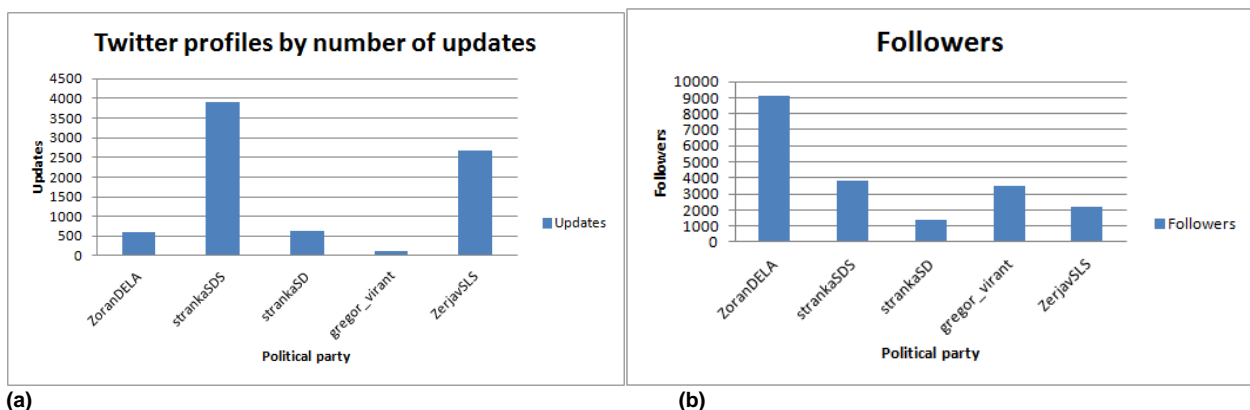 Twitter profiles by number of updates
4500
4000
3500
3000
2500
2000
1500
1000
500
0
Updates
ZoranDELA
strankaSDS
strankaSD
gregor_virant
ZerjavSLS
Political party
Updates
(a)
Followers
10000
9000
8000
7000
6000
5000
4000
3000
2000
1000
0
Followers
ZoranDELA
strankaSDS
strankaSD
gregor_virant
ZerjavSLS
Political party
Followers
(b)